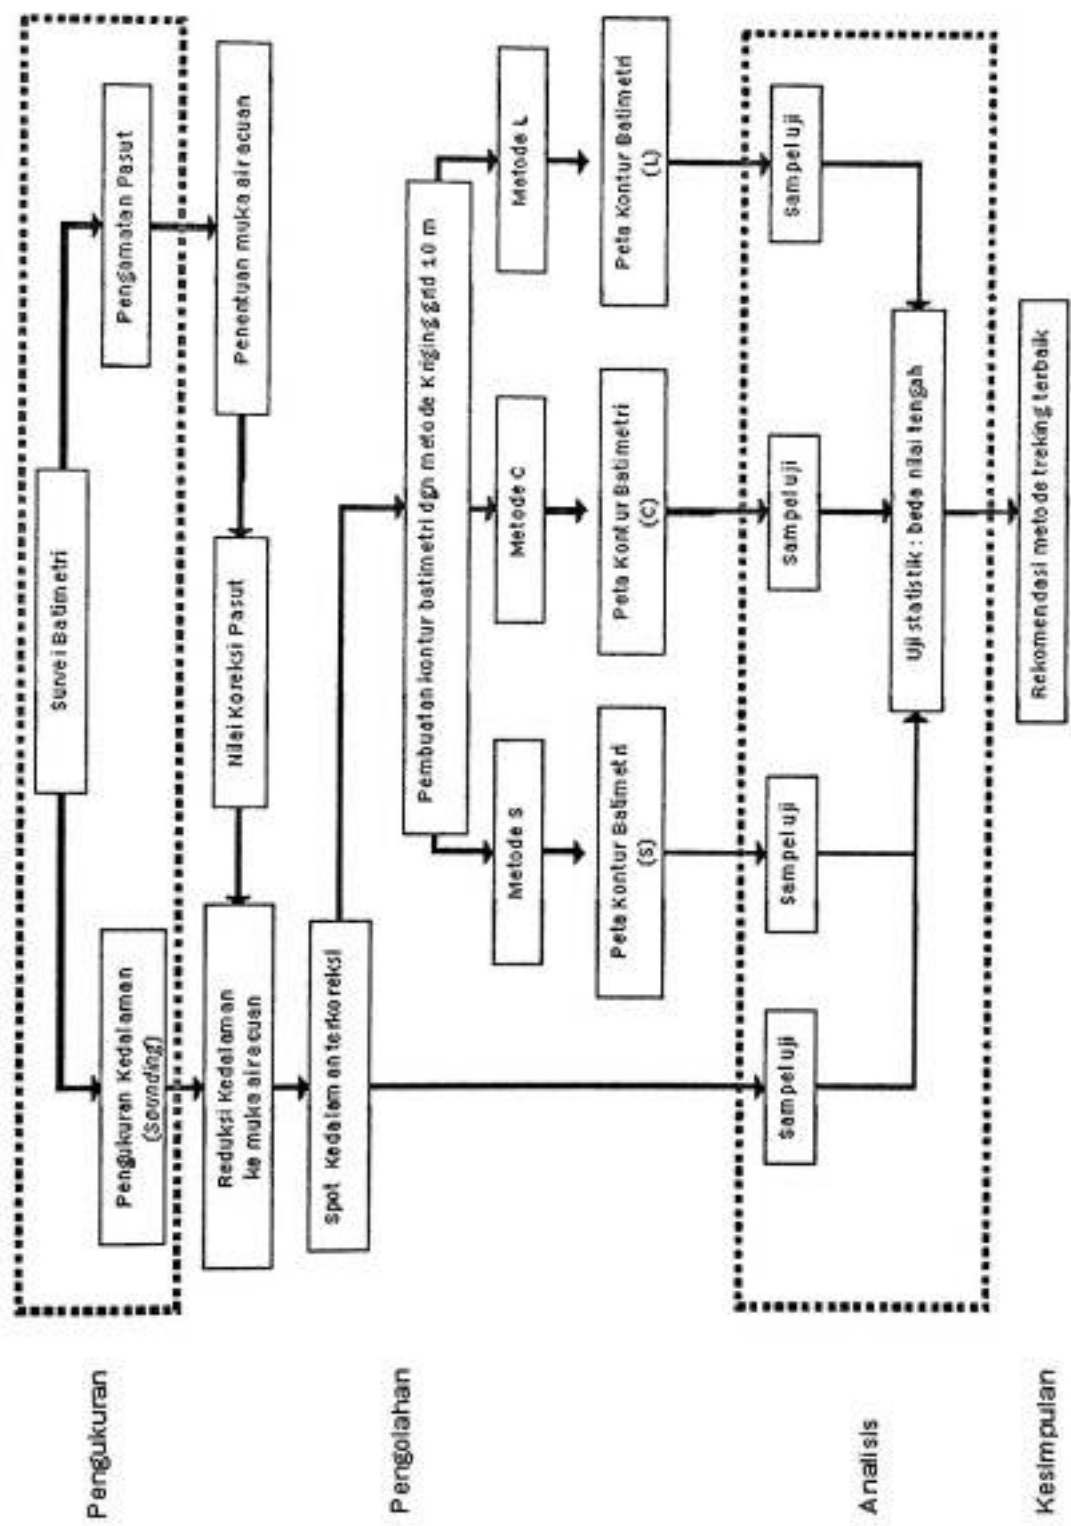 Pengukuran
Survei Batimetri
Pengukuran Kedalaman
(Sounding)
Pengamatan Pasut
Pengolahan
Reduksi Kedalaman
ke muka air acuan
Nilai Koreksi Pasut
Penentuan muka air acuan
Spot Kedalaman terkoreksi
Pembuatan kontur batimetri dgn metode Kriging grid 10 m
Metode S
Metode C
Metode L
Peta Kontur Batimetri
(S)
Peta Kontur Batimetri
(C)
Peta Kontur Batimetri
(L)
Analisis
Sampel uji
Sampel uji
Sampel uji
Sampel uji
Uji statistik : beda nilai tengah
Kesimpulan
Rekomendasi metode treking terbaik